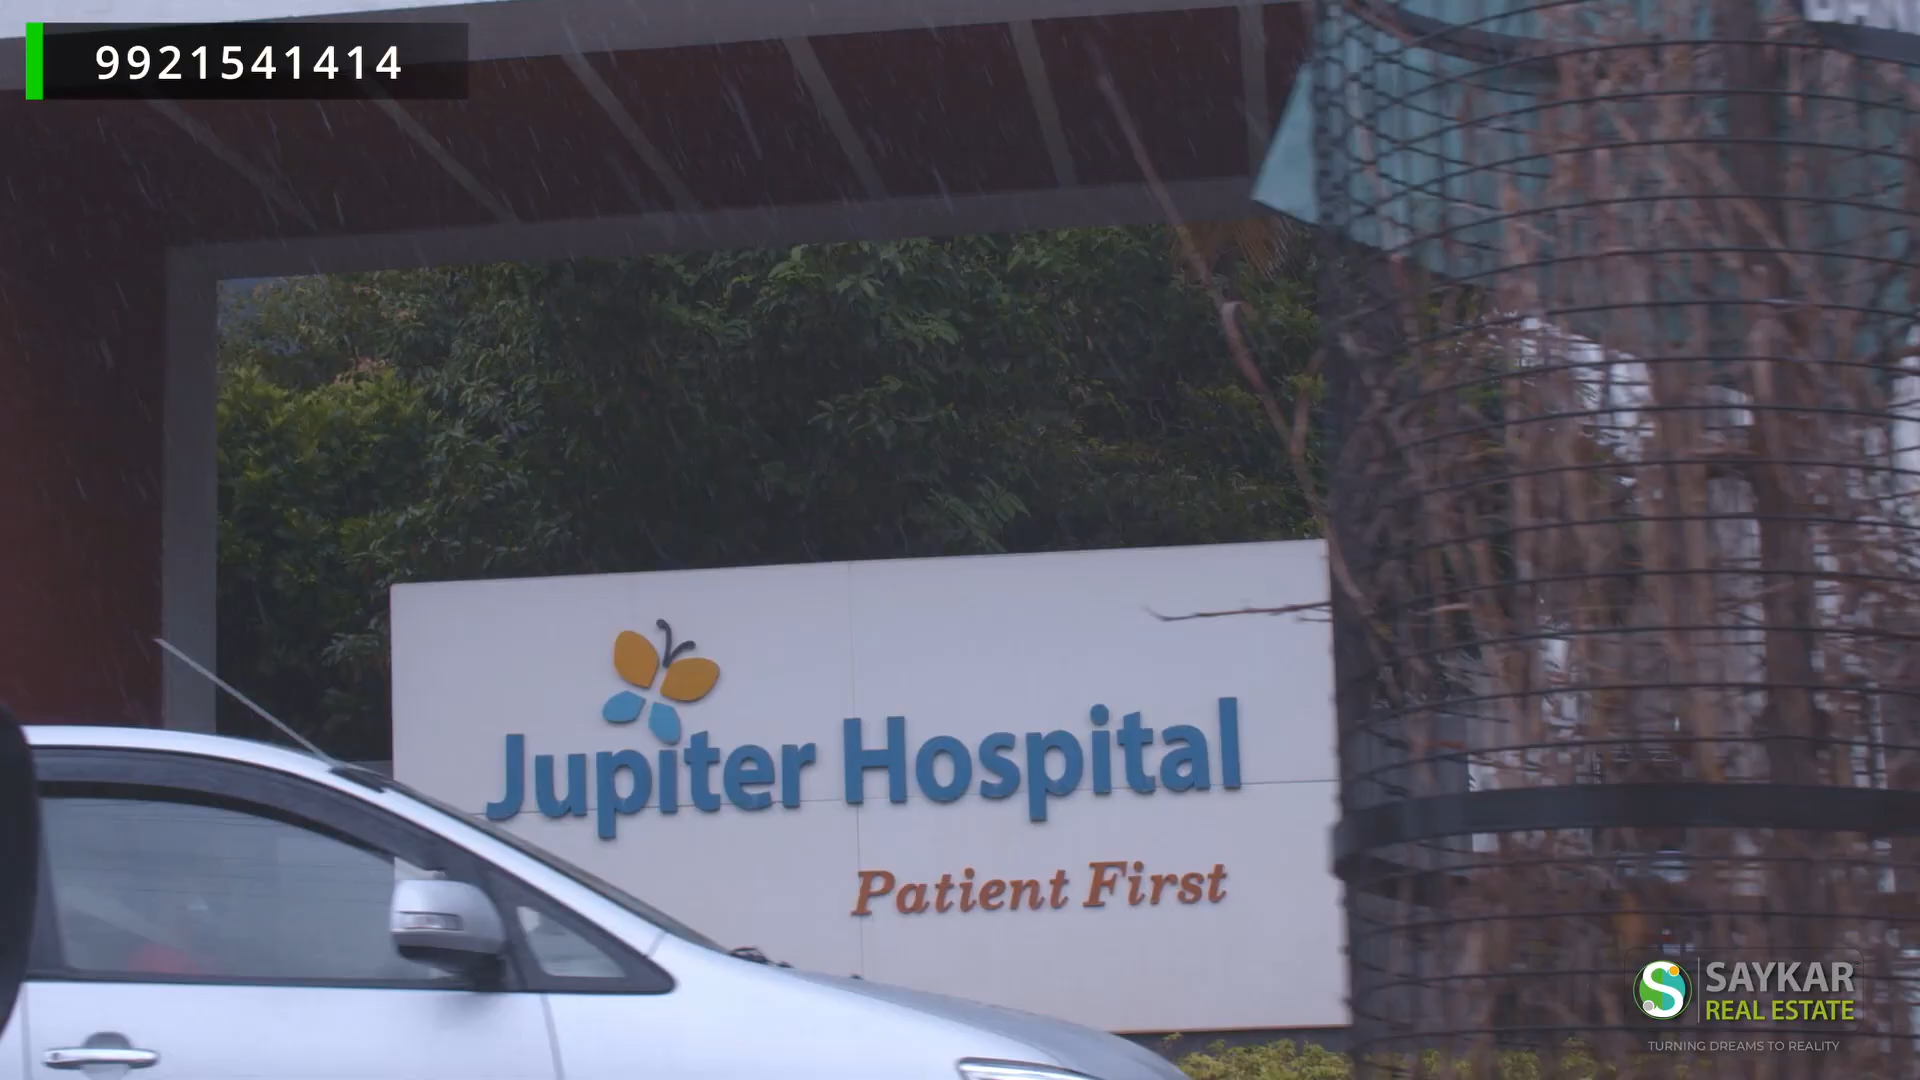 9921541414
Jupiter Hospital
Patient First
SAYKAR
REAL ESTATE
TURNING DREAMS TO REALITY